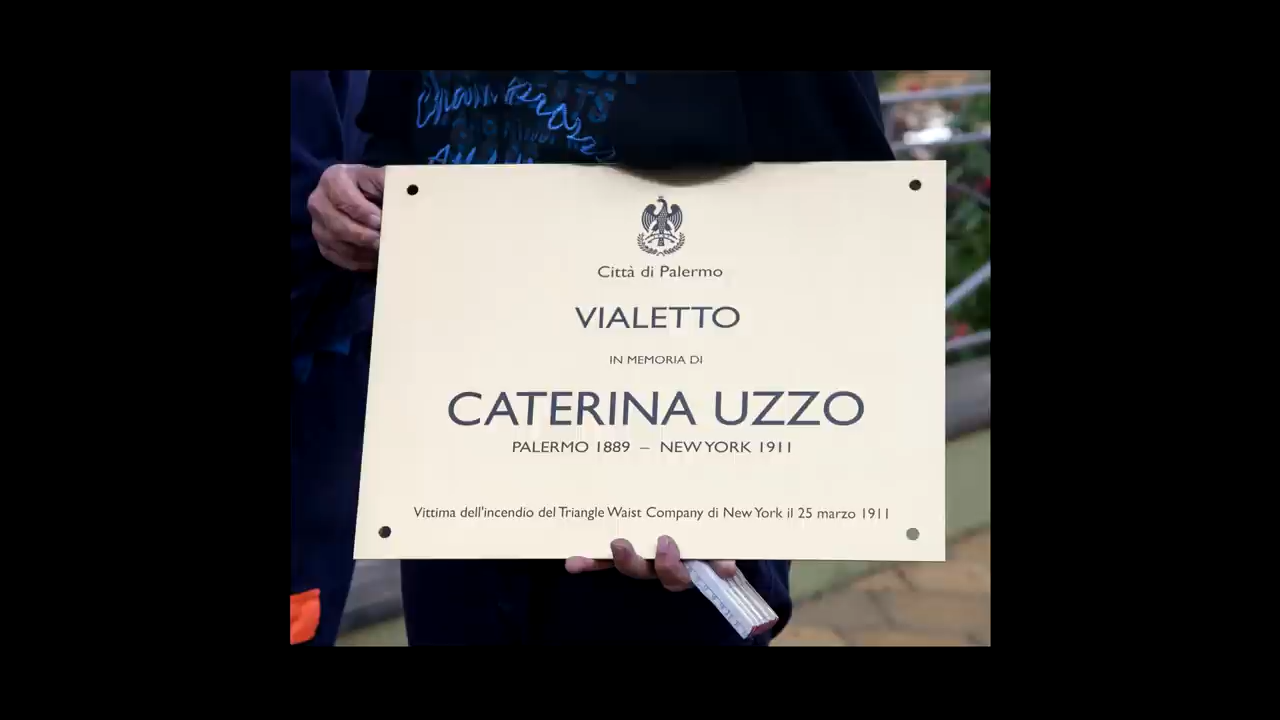 Città di Palermo
VIALETTO
IN MEMORIA DI
CATERINA UZZO
PALERMO 1889 – NEW YORK 1911
Vittima dell'incendio del Triangle Waist Company di New York il 25 marzo 1911